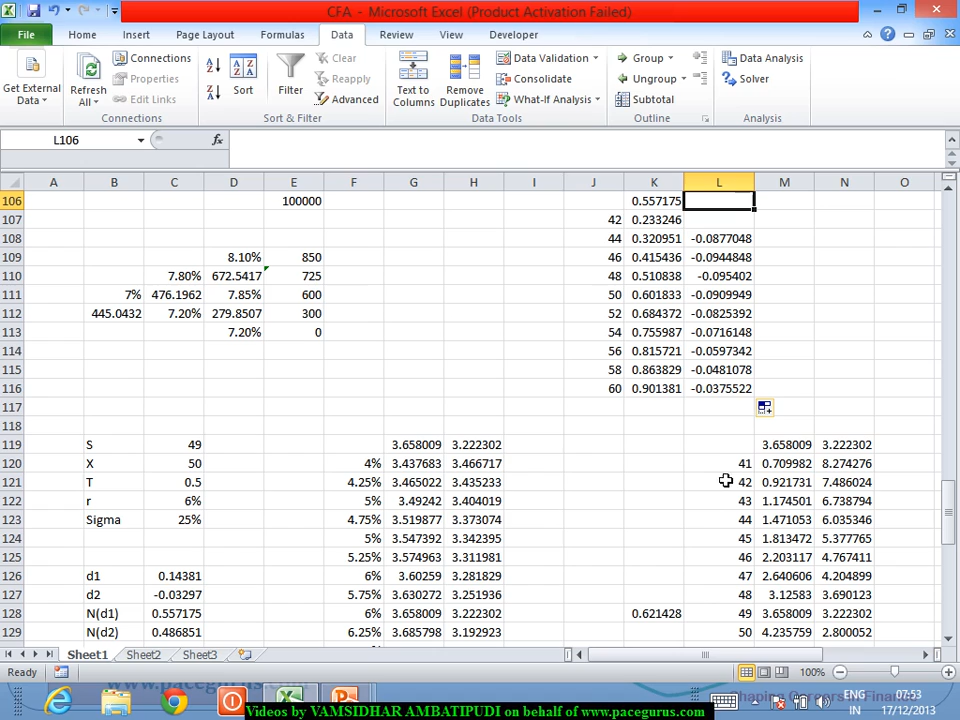 CFA - Microsoft Excel (Product Activation Failed)
File Home Insert Page Layout Formulas Data Review View Developer
Get External Data
Refresh All
Connections
Properties
Edit Links
Connections
Sort
Filter
Clear
Reapply
Advanced
Sort & Filter
Text to Columns
Remove Duplicates
Data Validation
Consolidate
What-If Analysis
Data Tools
Group
Ungroup
Subtotal
Outline
Data Analysis
Solver
Analysis
L106 fx
A B C D E F G H I J K L M N O
106 100000 0.557175
107 42 0.233246
108 44 0.320951 -0.0877048
109 8.10% 850 46 0.415436 -0.0944848
110 7.80% 672.5417 725 48 0.510838 -0.095402
111 7% 476.1962 7.85% 600 50 0.601833 -0.0909949
112 445.0432 7.20% 279.8507 300 52 0.684372 -0.0825392
113 7.20% 0 54 0.755987 -0.0716148
114 56 0.815721 -0.0597342
115 58 0.863829 -0.0481078
116 60 0.901381 -0.0375522
117
118
119 S 49 3.658009 3.222302 3.658009 3.222302
120 X 50 4% 3.437683 3.466717 41 0.709982 8.274276
121 T 0.5 4.25% 3.465022 3.435233 42 0.921731 7.486024
122 r 6% 5% 3.49242 3.404019 43 1.174501 6.738794
123 Sigma 25% 4.75% 3.519877 3.373074 44 1.471053 6.035346
124 5% 3.547392 3.342395 45 1.813472 5.377765
125 5.25% 3.574963 3.311981 46 2.203117 4.767411
126 d1 0.14381 6% 3.60259 3.281829 47 2.640606 4.204899
127 d2 -0.03297 5.75% 3.630272 3.251936 48 3.12583 3.690123
128 N(d1) 0.557175 6% 3.658009 3.222302 0.621428 49 3.658009 3.222302
129 N(d2) 0.486851 6.25% 3.685798 3.192923 50 4.235759 2.800052
Sheet1 Sheet2 Sheet3
Ready 100%
www.pacegurus.com
ENG
IN
07:53
17/12/2013
Videos by VAMSIDHAR AMBATIPUDI on behalf of www.pacegurus.com